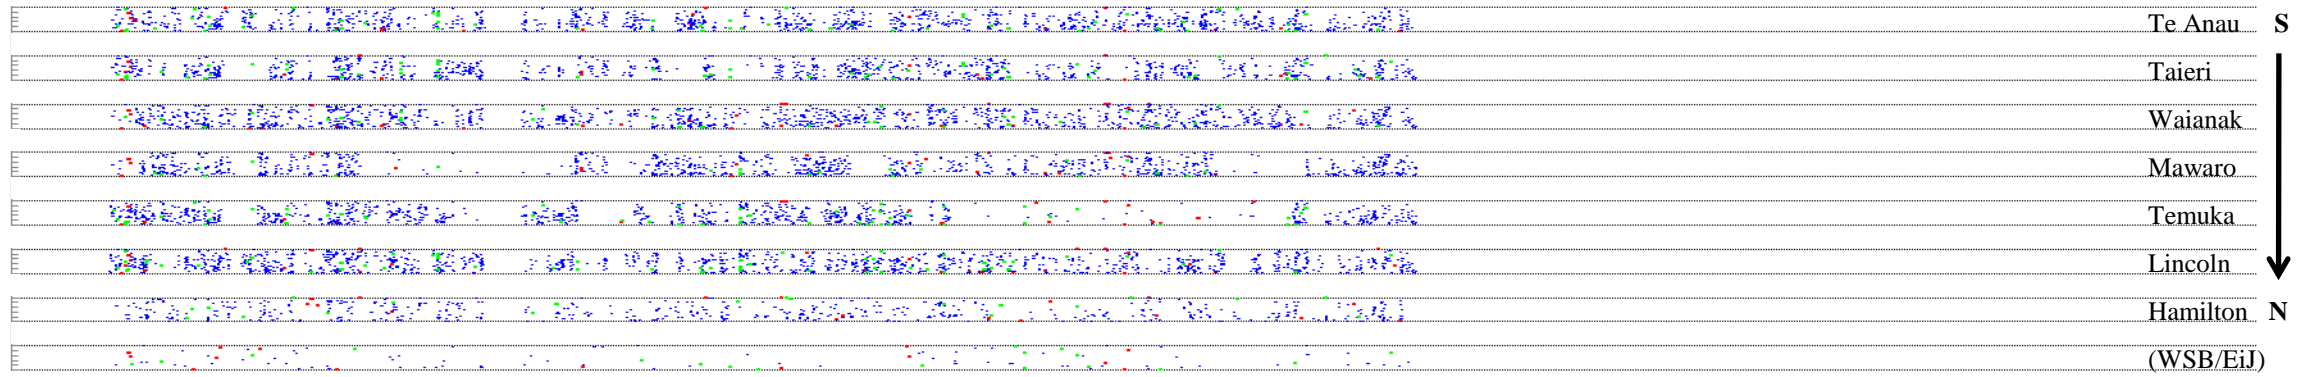 Te Anau S
Taieri
Waianak
Mawaro
Temuka
Lincoln
Hamilton N
(WSB/EiJ)